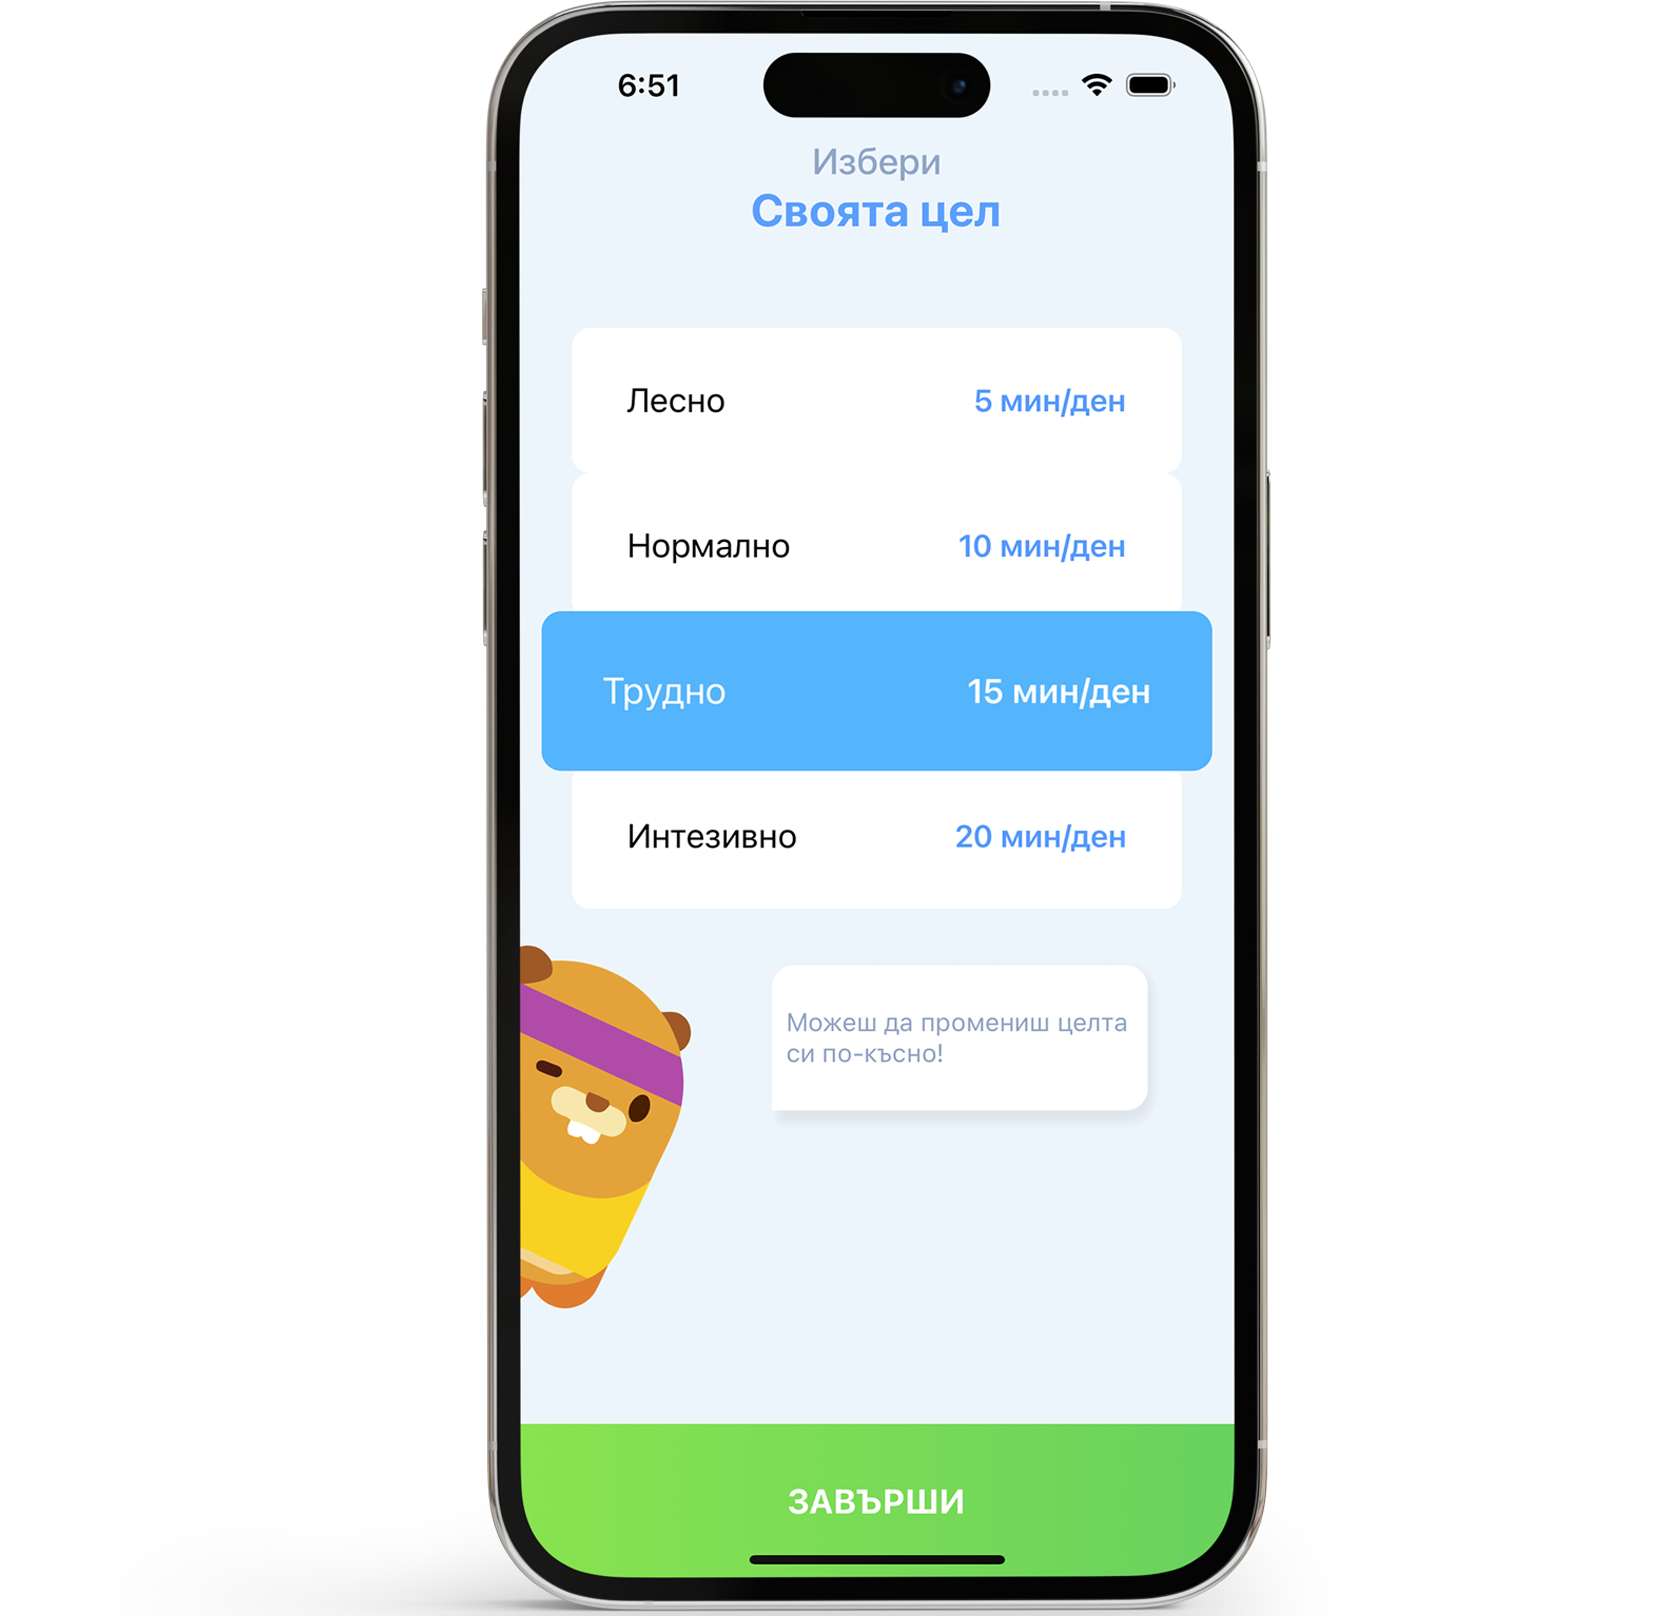 6:51
Избери
Своята цел
Лесно 5 мин/ден
Нормално 10 мин/ден
Трудно 15 мин/ден
Интезивно 20 мин/ден
Можеш да промениш целта
си по-късно!
ЗАВЪРШИ